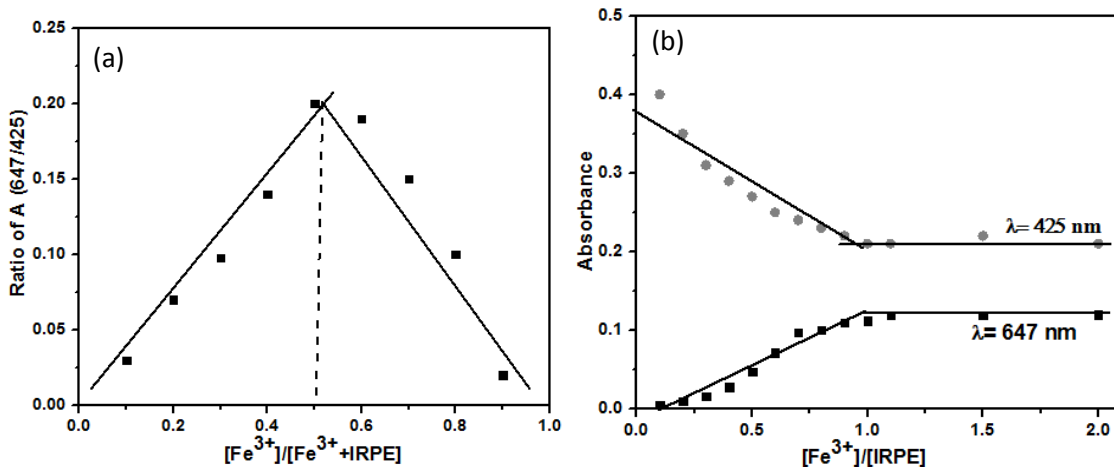 (a)
0.25
0.20
0.15
0.10
0.05
0.00
Ratio of A (647/425)
0.0 0.2 0.4 0.6 0.8 1.0
[Fe³⁺]/[Fe³⁺+IRPE]
(b)
0.5
0.4
0.3
0.2
0.1
0.0
Absorbance
λ= 425 nm
λ= 647 nm
0.0 0.5 1.0 1.5 2.0
[Fe³⁺]/[IRPE]